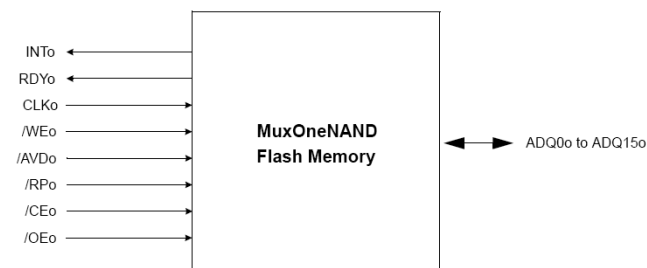 INTo
RDYo
CLKo
/WEo
/AVDo
/RPo
/CEo
/OEo
MuxOneNAND
Flash Memory
ADQ0o to ADQ15o